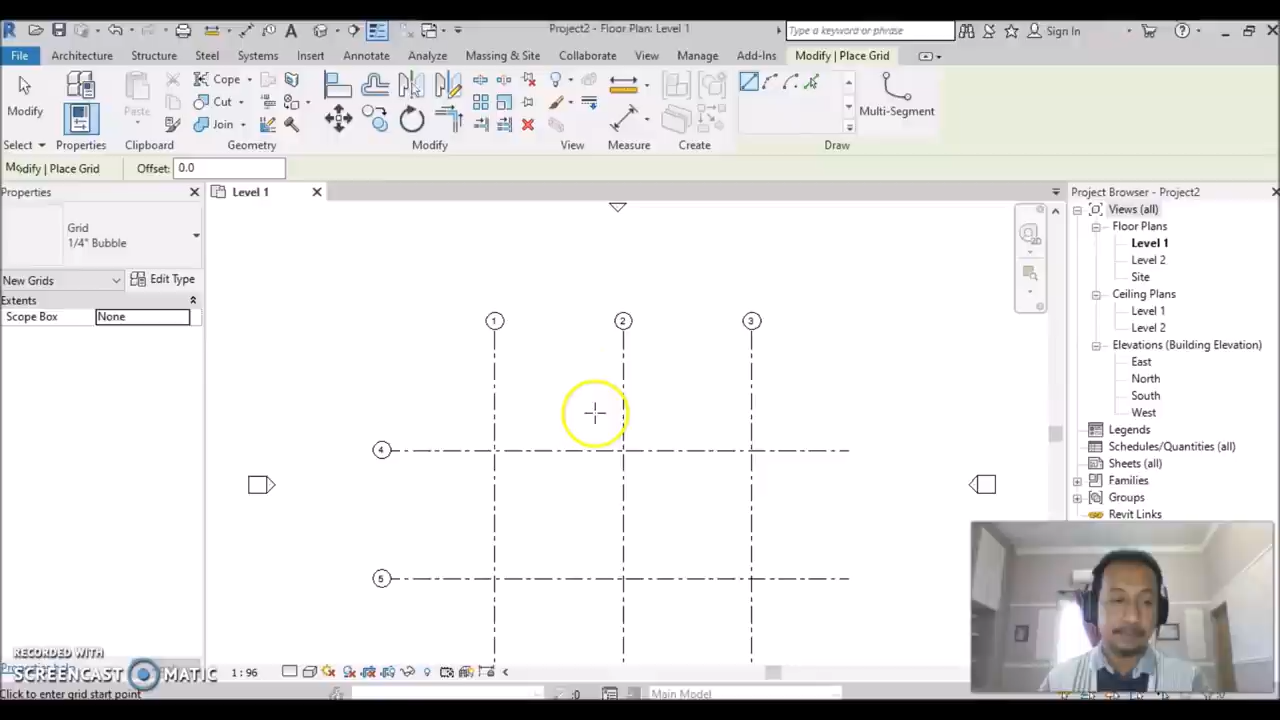 Project2 - Floor Plan: Level 1
Type a keyword or phrase
Sign In
File Architecture Structure Steel Systems Insert Annotate Analyze Massing & Site Collaborate View Manage Add-Ins Modify | Place Grid
Modify
Paste
Cope
Cut
Join
Multi-Segment
Select Properties Geometry Modify View Measure Create Draw
Modify | Place Grid Offset: 0.0
Properties
Level 1
Project Browser - Project2
Grid
1/4" Bubble
New Grids Edit Type
Extents
Scope Box None
Views (all)
Floor Plans
Level 1
Level 2
Site
Ceiling Plans
Level 1
Level 2
Elevations (Building Elevation)
East
North
South
West
Legends
Schedules/Quantities (all)
Sheets (all)
Families
Groups
Revit Links
2D
1
2
3
4
5
RECORDED WITH
SCREENCAST MATIC
1 : 96
Click to enter grid start point
:0
Main Model